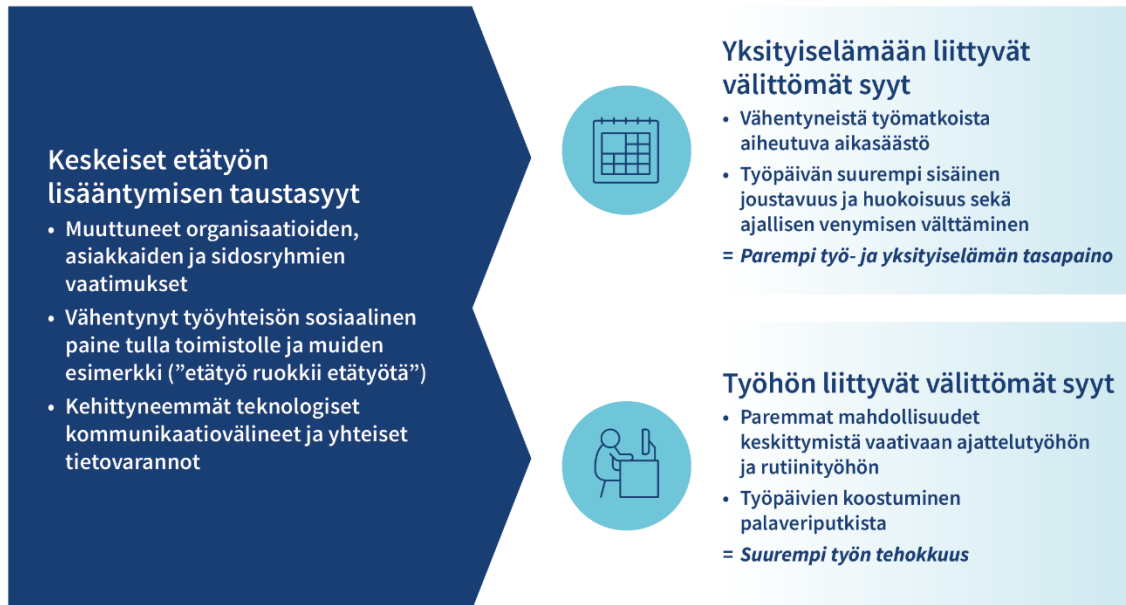 Keskeiset etätyön
lisääntymisen taustasyyt
• Muuttuneet organisaatioiden,
asiakkaiden ja sidosryhmien
vaatimukset
• Vähentynyt työyhteisön sosiaalinen
paine tulla toimistolle ja muiden
esimerkki (”etätyö ruokkii etätyötä”)
• Kehittyneemmät teknologiset
kommunikaatiovälineet ja yhteiset
tietovarannot
Yksityiselämään liittyvät
välittömät syyt
• Vähentyneistä työmatkoista
aiheutuva aikasäästö
• Työpäivän suurempi sisäinen
joustavuus ja huokoisuus sekä
ajallisen venymisen välttäminen
= Parempi työ- ja yksityiselämän tasapaino
Työhön liittyvät välittömät syyt
• Paremmat mahdollisuudet
keskittymistä vaativaan ajattelutyöhön
ja rutiinityöhön
• Työpäivien koostuminen
palaveriputkista
= Suurempi työn tehokkuus